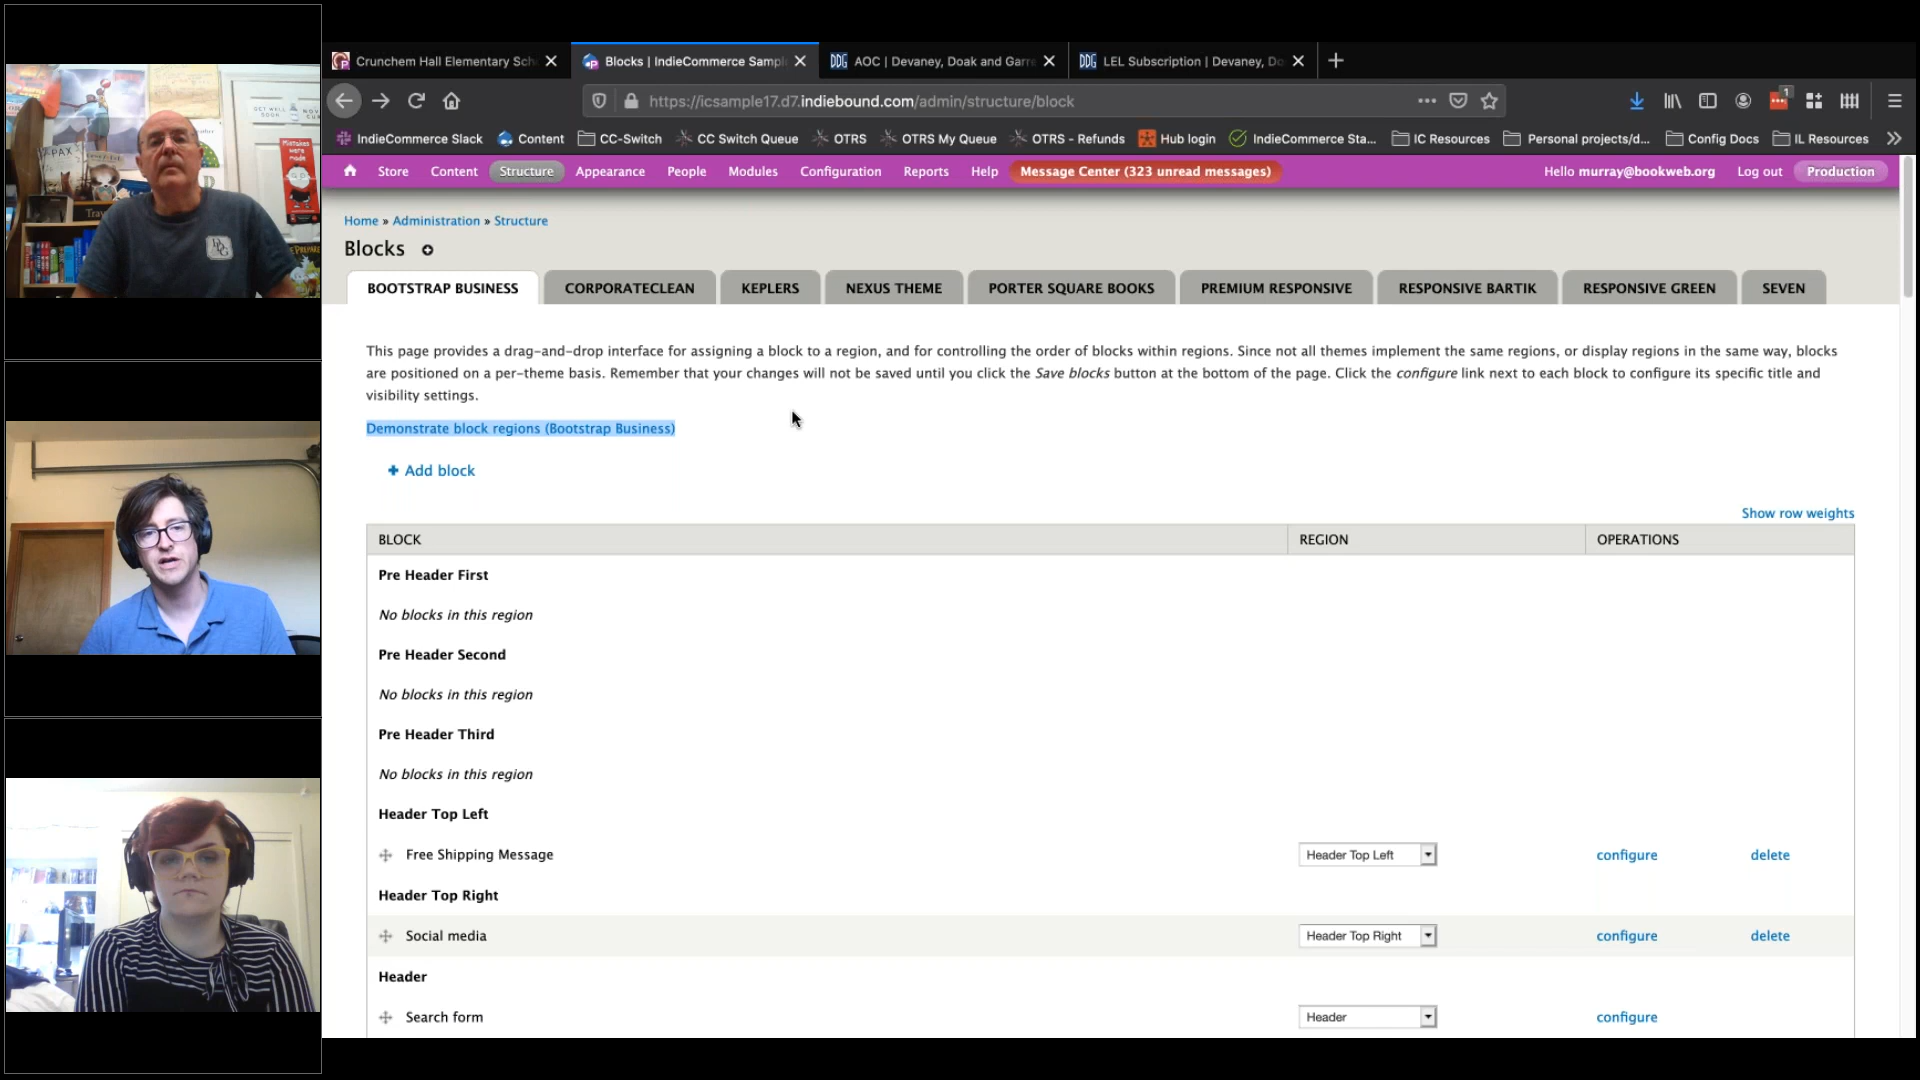 Crunchem Hall Elementary Sch
Blocks | IndieCommerce Sampl
DDG AOC | Devaney, Doak and Garre
DDG LEL Subscription | Devaney, Do
https://icsample17.d7.indiebound.com/admin/structure/block
1
IndieCommerce Slack
Content
CC-Switch
CC Switch Queue
OTRS
OTRS My Queue
OTRS - Refunds
Hub login
IndieCommerce Sta...
IC Resources
Personal projects/d...
Config Docs
IL Resources
Store
Content
Structure
Appearance
People
Modules
Configuration
Reports
Help
Message Center (323 unread messages)
Hello murray@bookweb.org
Log out
Production
Home » Administration » Structure
Blocks
BOOTSTRAP BUSINESS
CORPORATECLEAN
KEPLERS
NEXUS THEME
PORTER SQUARE BOOKS
PREMIUM RESPONSIVE
RESPONSIVE BARTIK
RESPONSIVE GREEN
SEVEN
This page provides a drag-and-drop interface for assigning a block to a region, and for controlling the order of blocks within regions. Since not all themes implement the same regions, or display regions in the same way, blocks
are positioned on a per-theme basis. Remember that your changes will not be saved until you click the Save blocks button at the bottom of the page. Click the configure link next to each block to configure its specific title and
visibility settings.
Demonstrate block regions (Bootstrap Business)
+ Add block
Show row weights
BLOCK
REGION
OPERATIONS
Pre Header First
No blocks in this region
Pre Header Second
No blocks in this region
Pre Header Third
No blocks in this region
Header Top Left
Free Shipping Message
Header Top Left
configure
delete
Header Top Right
Social media
Header Top Right
configure
delete
Header
Search form
Header
configure
GET WELL
SOON
PAX
Mistakes
were
made